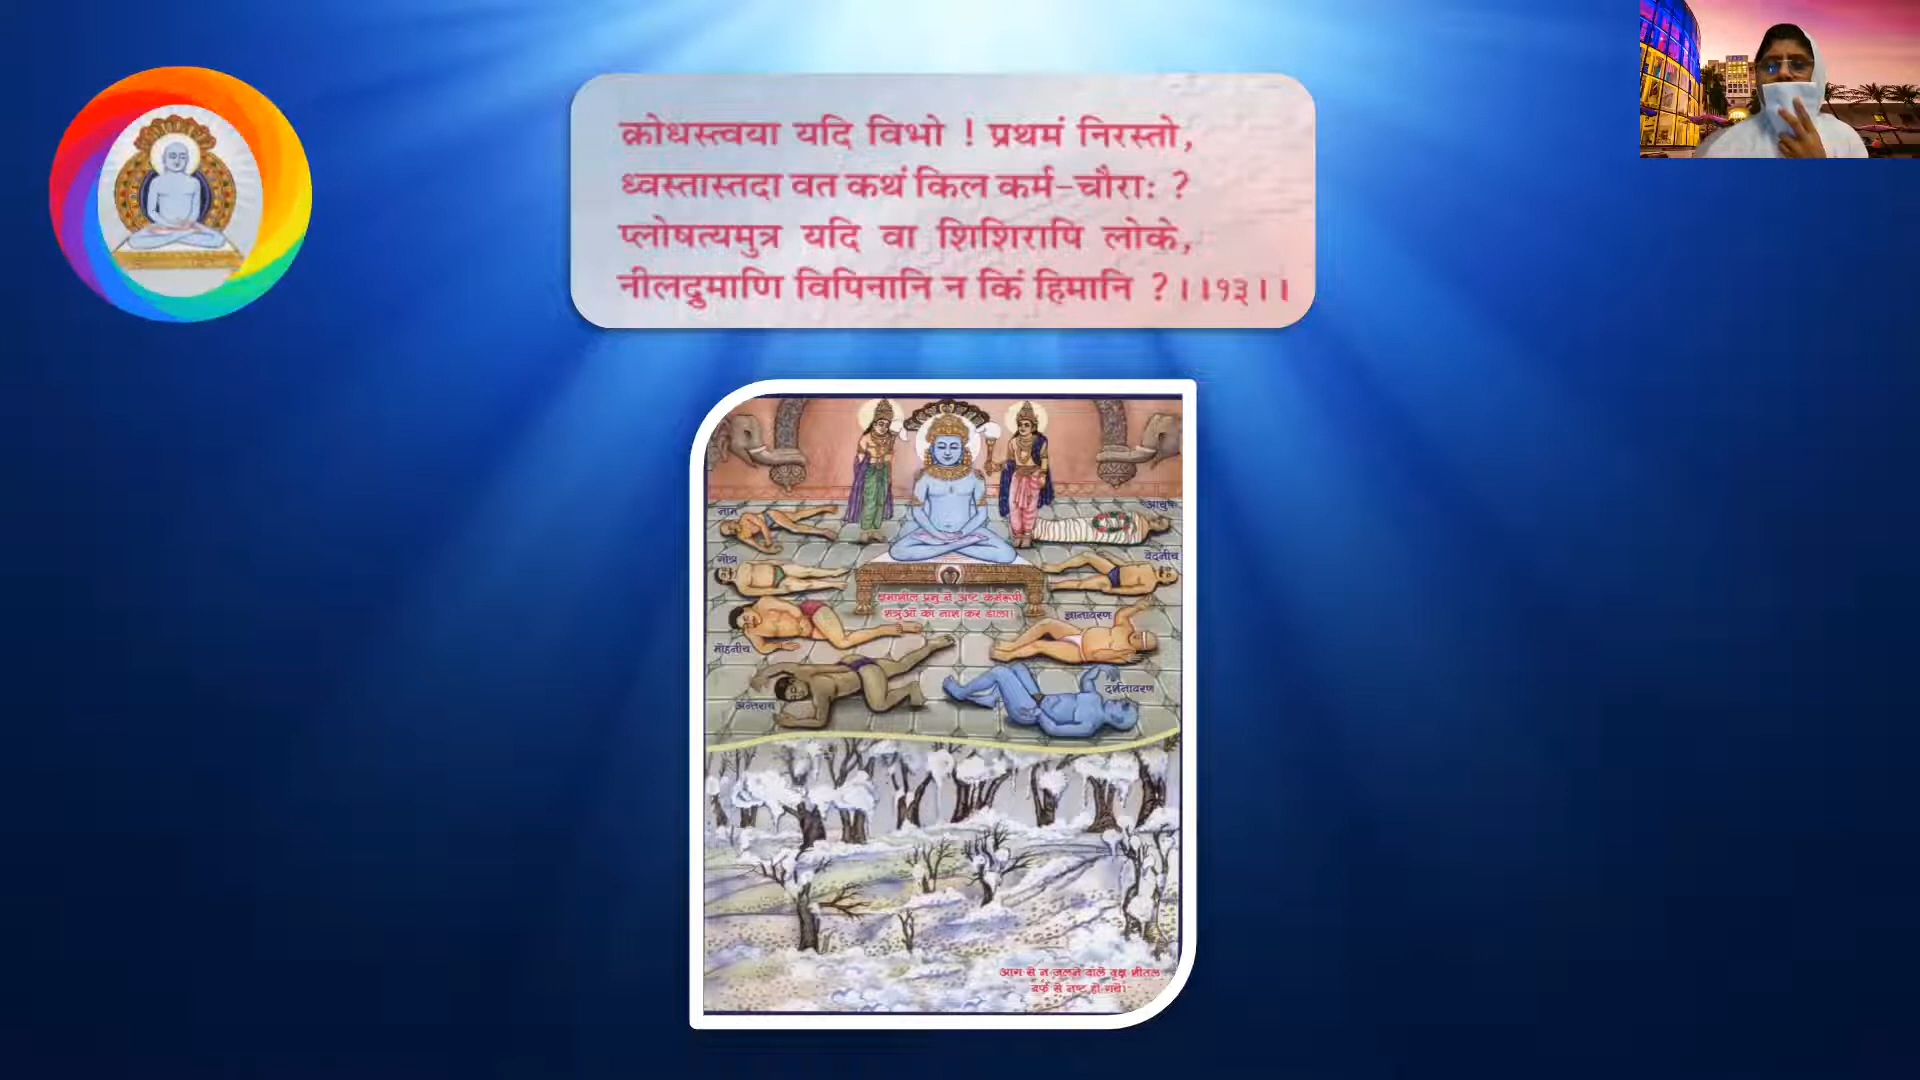 क्रोधस्त्वया यदि विभो ! प्रथमं निरस्तो,
ध्वस्तास्तदा वत कथं किल कर्म-चौराः ?
प्लोषत्यमुत्र यदि वा शिशिरापि लोके,
नीलद्रुमाणि विपिनानि न किं हिमानि ?।।१३।।
नाम
आयुष
गोत्र
वेदनीय
क्षमाशील प्रभु ने अष्ट कर्मरूपी
शत्रुओं का नाश कर डाला।
ज्ञानावरण
मोहनीय
दर्शनावरण
अन्तराय
आग से न जलने वाले वृक्ष शीतल
बर्फ से नष्ट हो गये।